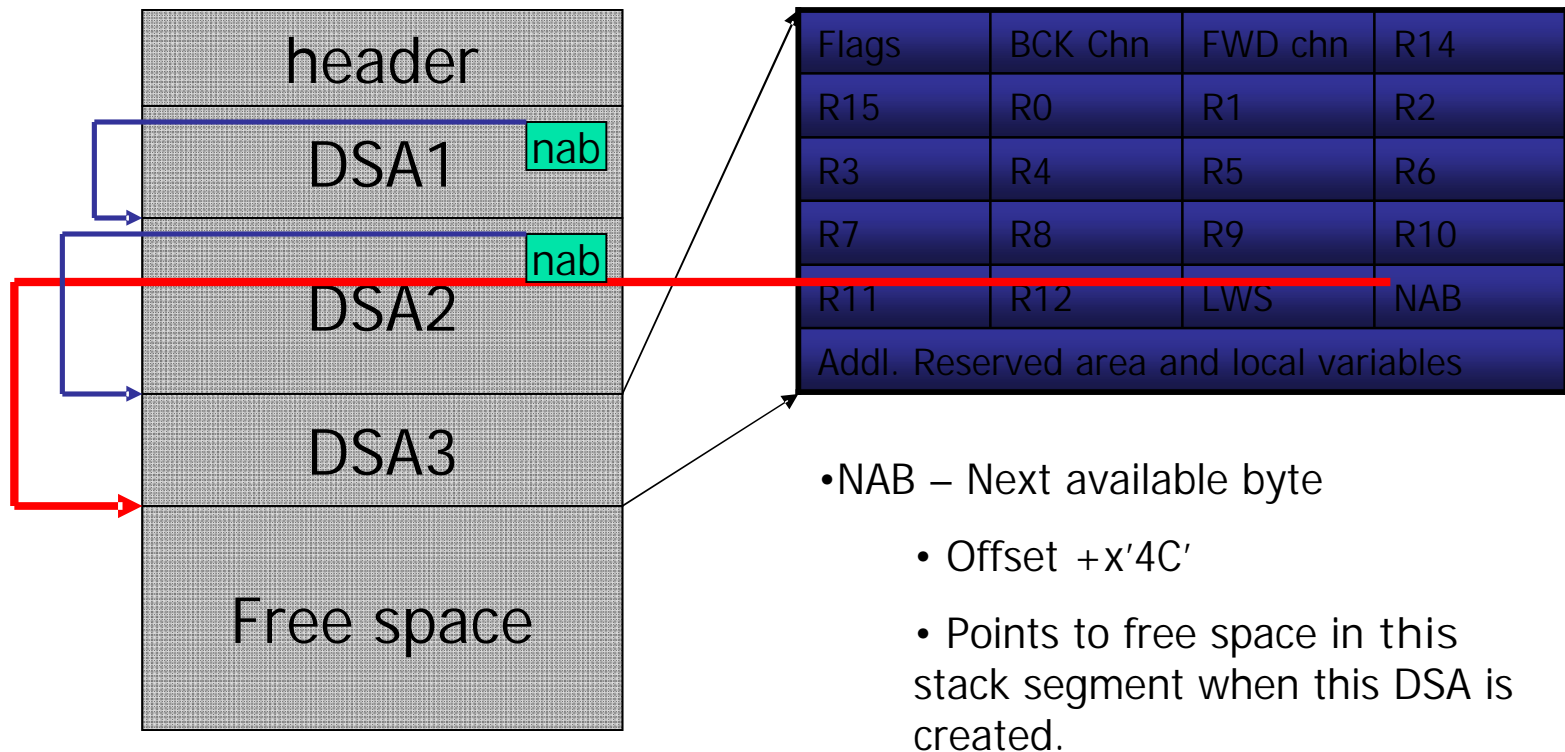 header
DSA1
nab
DSA2
nab
DSA3
Free space
Flags BCK Chn FWD chn R14
R15 R0 R1 R2
R3 R4 R5 R6
R7 R8 R9 R10
R11 R12 LWS NAB
Addl. Reserved area and local variables
•NAB – Next available byte
• Offset +x'4C'
• Points to free space in this
stack segment when this DSA is
created.